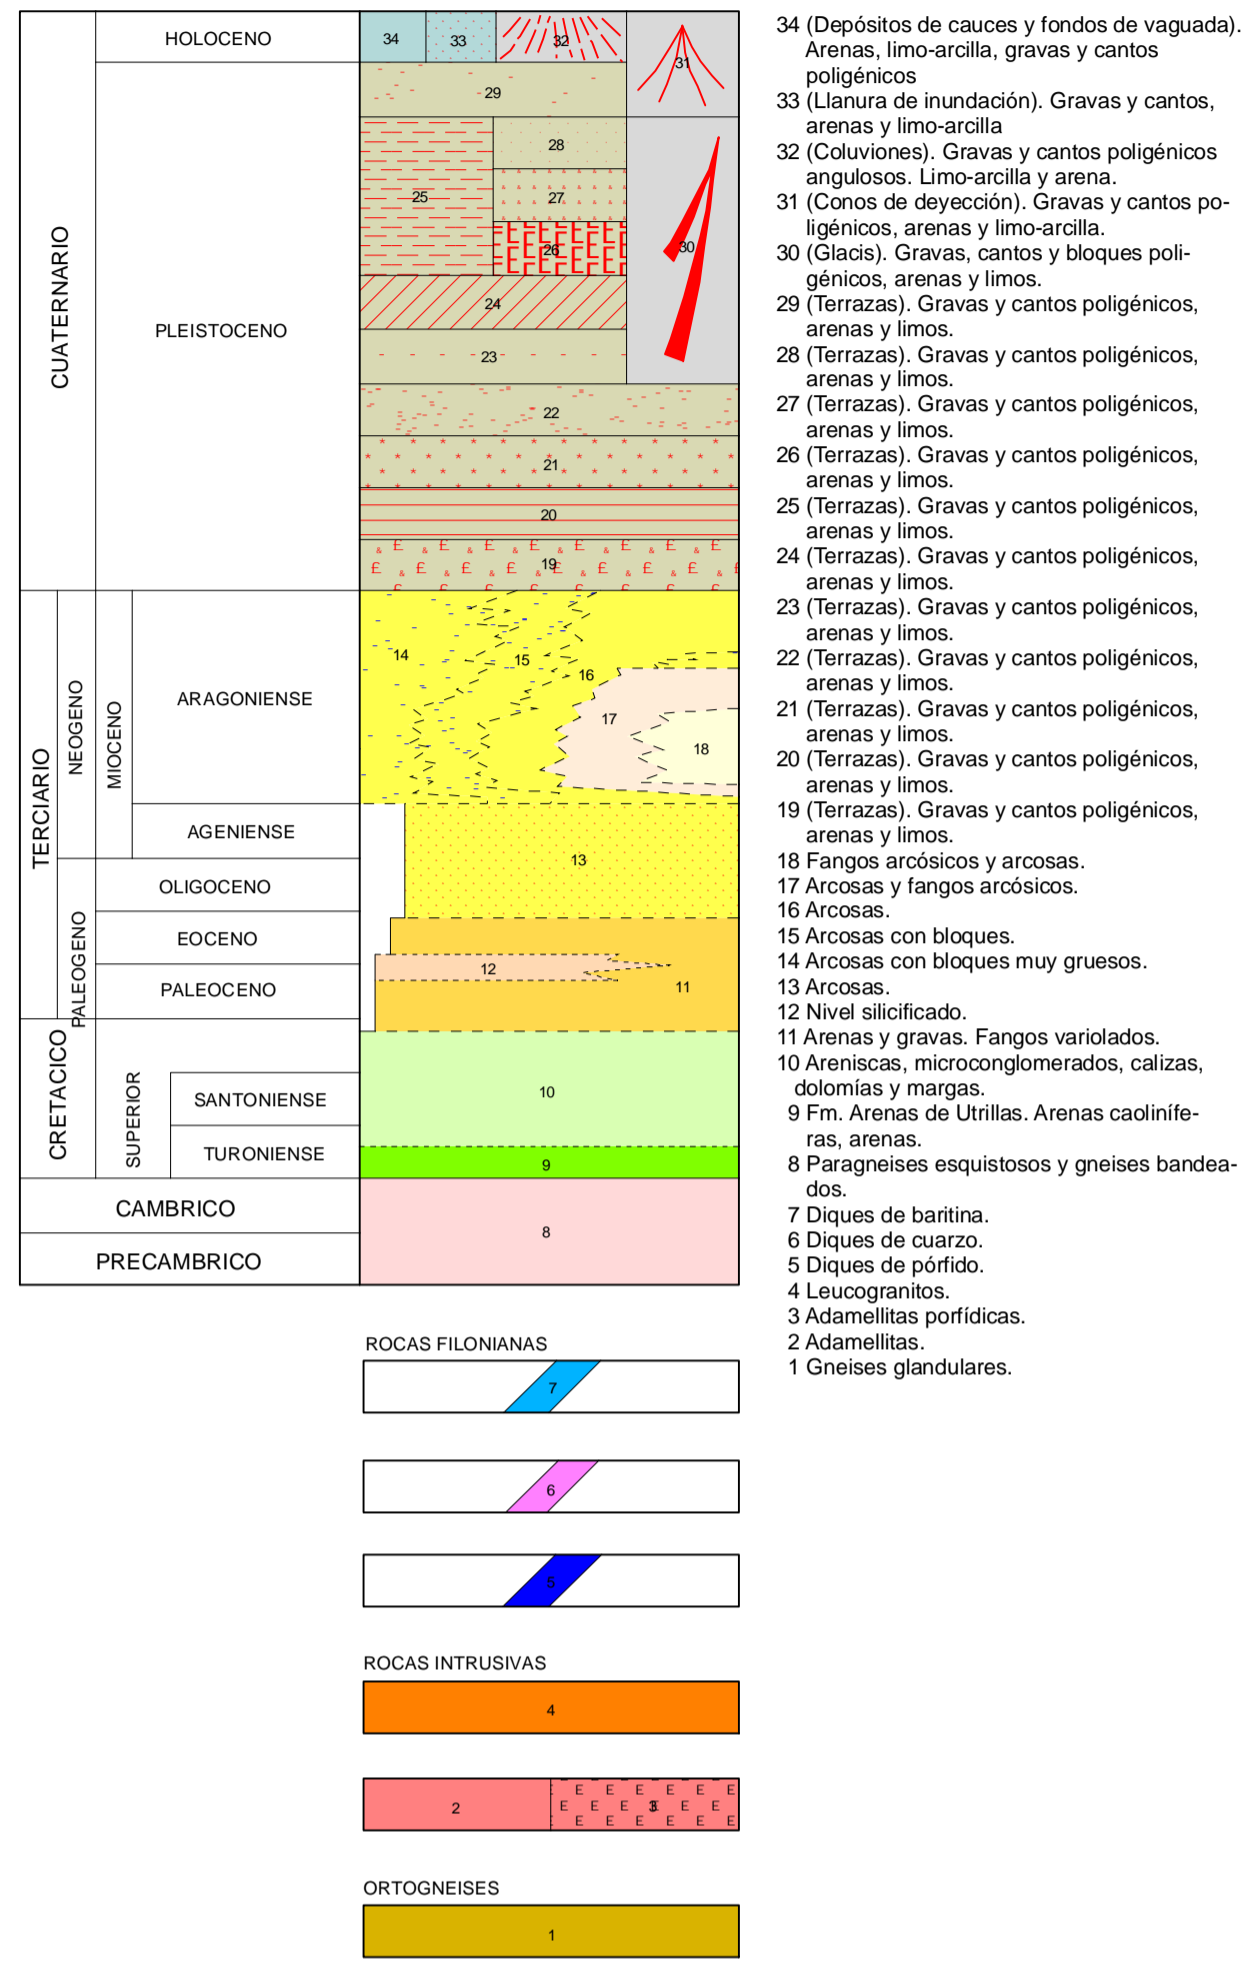 HOLOCENO
34
33
32
31
29
28
25
27
26
30
24
CUATERNARIO
PLEISTOCENO
23
22
21
20
19
TERCIARIO
NEOGENO
MIOCENO
ARAGONIENSE
14
15
16
17
18
AGENIENSE
13
OLIGOCENO
PALEOGENO
EOCENO
12
11
PALEOCENO
CRETACICO
SUPERIOR
10
SANTONIENSE
TURONIENSE
9
CAMBRICO
8
PRECAMBRICO
ROCAS FILONIANAS
7
6
5
ROCAS INTRUSIVAS
4
2
3
ORTOGNEISES
1
34 (Depósitos de cauces y fondos de vaguada).
Arenas, limo-arcilla, gravas y cantos
poligénicos
33 (Llanura de inundación). Gravas y cantos,
arenas y limo-arcilla
32 (Coluviones). Gravas y cantos poligénicos
angulosos. Limo-arcilla y arena.
31 (Conos de deyección). Gravas y cantos po-
ligénicos, arenas y limo-arcilla.
30 (Glacis). Gravas, cantos y bloques poli-
génicos, arenas y limos.
29 (Terrazas). Gravas y cantos poligénicos,
arenas y limos.
28 (Terrazas). Gravas y cantos poligénicos,
arenas y limos.
27 (Terrazas). Gravas y cantos poligénicos,
arenas y limos.
26 (Terrazas). Gravas y cantos poligénicos,
arenas y limos.
25 (Terrazas). Gravas y cantos poligénicos,
arenas y limos.
24 (Terrazas). Gravas y cantos poligénicos,
arenas y limos.
23 (Terrazas). Gravas y cantos poligénicos,
arenas y limos.
22 (Terrazas). Gravas y cantos poligénicos,
arenas y limos.
21 (Terrazas). Gravas y cantos poligénicos,
arenas y limos.
20 (Terrazas). Gravas y cantos poligénicos,
arenas y limos.
19 (Terrazas). Gravas y cantos poligénicos,
arenas y limos.
18 Fangos arcósicos y arcosas.
17 Arcosas y fangos arcósicos.
16 Arcosas.
15 Arcosas con bloques.
14 Arcosas con bloques muy gruesos.
13 Arcosas.
12 Nivel silicificado.
11 Arenas y gravas. Fangos variolados.
10 Areniscas, microconglomerados, calizas,
dolomías y margas.
9 Fm. Arenas de Utrillas. Arenas caolinífe-
ras, arenas.
8 Paragneises esquistosos y gneises bandea-
dos.
7 Diques de baritina.
6 Diques de cuarzo.
5 Diques de pórfido.
4 Leucogranitos.
3 Adamellitas porfídicas.
2 Adamellitas.
1 Gneises glandulares.